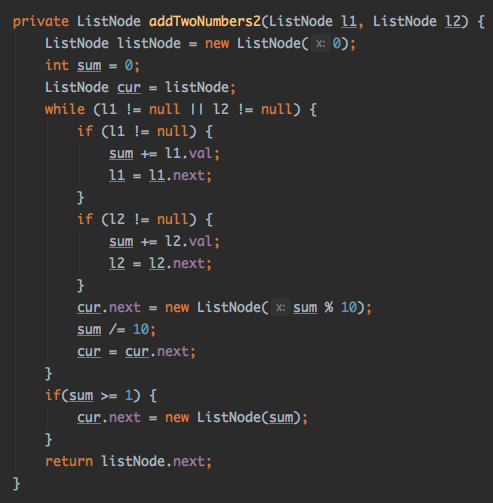 private ListNode addTwoNumbers2(ListNode l1, ListNode l2) {
    ListNode listNode = new ListNode( x: 0);
    int sum = 0;
    ListNode cur = listNode;
    while (l1 != null || l2 != null) {
        if (l1 != null) {
            sum += l1.val;
            l1 = l1.next;
        }
        if (l2 != null) {
            sum += l2.val;
            l2 = l2.next;
        }
        cur.next = new ListNode( x: sum % 10);
        sum /= 10;
        cur = cur.next;
    }
    if(sum >= 1) {
        cur.next = new ListNode(sum);
    }
    return listNode.next;
}